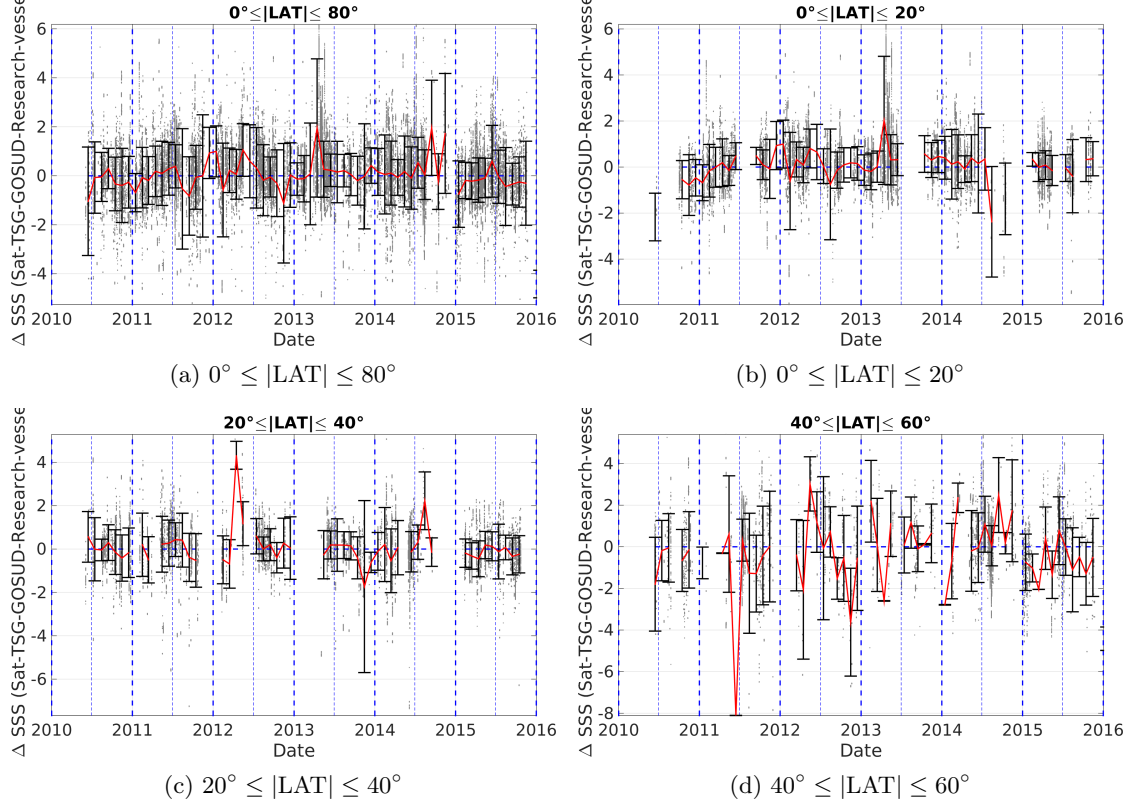 0°≤|LAT|≤ 80°
Δ SSS (Sat-TSG-GOSUD-Research-vesse
6
4
2
0
-2
-4
2010 2011 2012 2013 2014 2015 2016
Date
(a) 0° ≤ |LAT| ≤ 80°
0°≤|LAT|≤ 20°
Δ SSS (Sat-TSG-GOSUD-Research-vesse
6
4
2
0
-2
-4
2010 2011 2012 2013 2014 2015 2016
Date
(b) 0° ≤ |LAT| ≤ 20°
20°≤|LAT|≤ 40°
Δ SSS (Sat-TSG-GOSUD-Research-vesse
4
2
0
-2
-4
-6
2010 2011 2012 2013 2014 2015 2016
Date
(c) 20° ≤ |LAT| ≤ 40°
40°≤|LAT|≤ 60°
Δ SSS (Sat-TSG-GOSUD-Research-vesse
4
2
0
-2
-4
-6
-8
2010 2011 2012 2013 2014 2015 2016
Date
(d) 40° ≤ |LAT| ≤ 60°